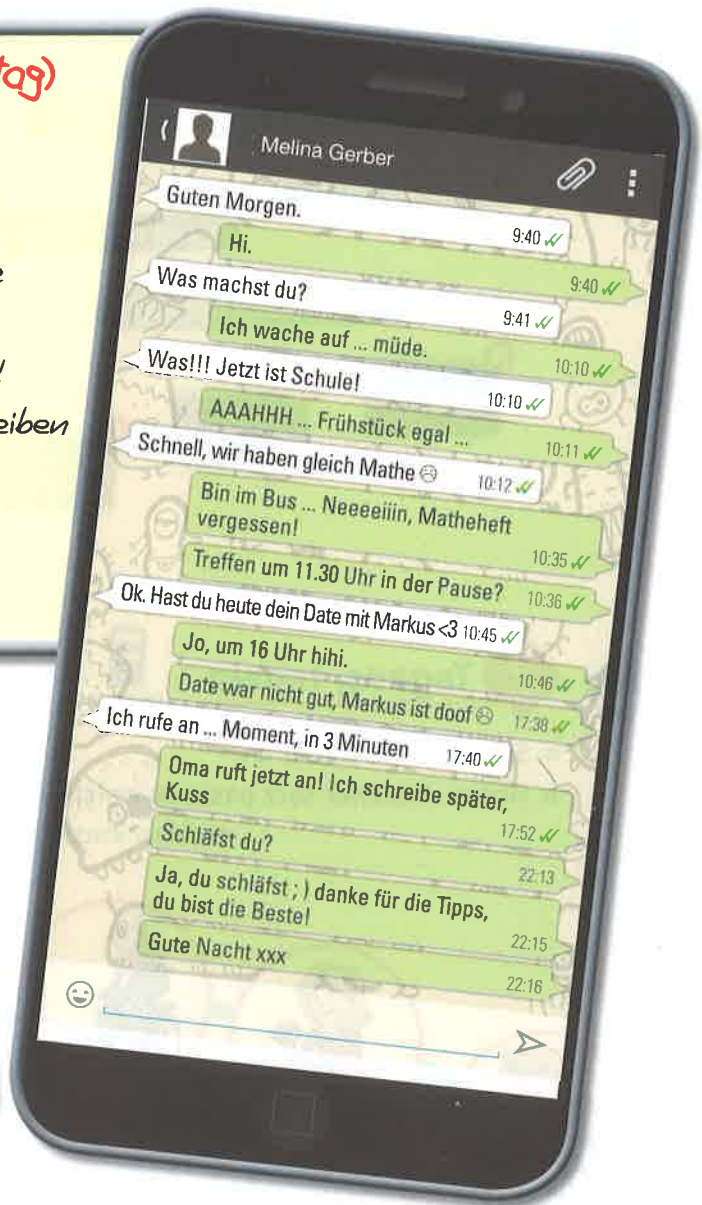 Melina Gerber
Guten Morgen.
9:40
Hi.
9:40
Was machst du?
9:41
Ich wache auf ... müde.
10:10
Was!!! Jetzt ist Schule!
10:10
AAAHHH ... Frühstück egal ...
10:11
Schnell, wir haben gleich Mathe ☹
10:12
Bin im Bus ... Neeeeiiin, Matheheft
vergessen!
10:35
Treffen um 11.30 Uhr in der Pause?
10:36
Ok. Hast du heute dein Date mit Markus <3 10:45
Jo, um 16 Uhr hihi.
10:46
Date war nicht gut, Markus ist doof ☹
17:38
Ich rufe an ... Moment, in 3 Minuten
17:40
Oma ruft jetzt an! Ich schreibe später,
Kuss
17:52
Schläfst du?
22:13
Ja, du schläfst ; ) danke für die Tipps,
du bist die Beste!
22:15
Gute Nacht xxx
22:16